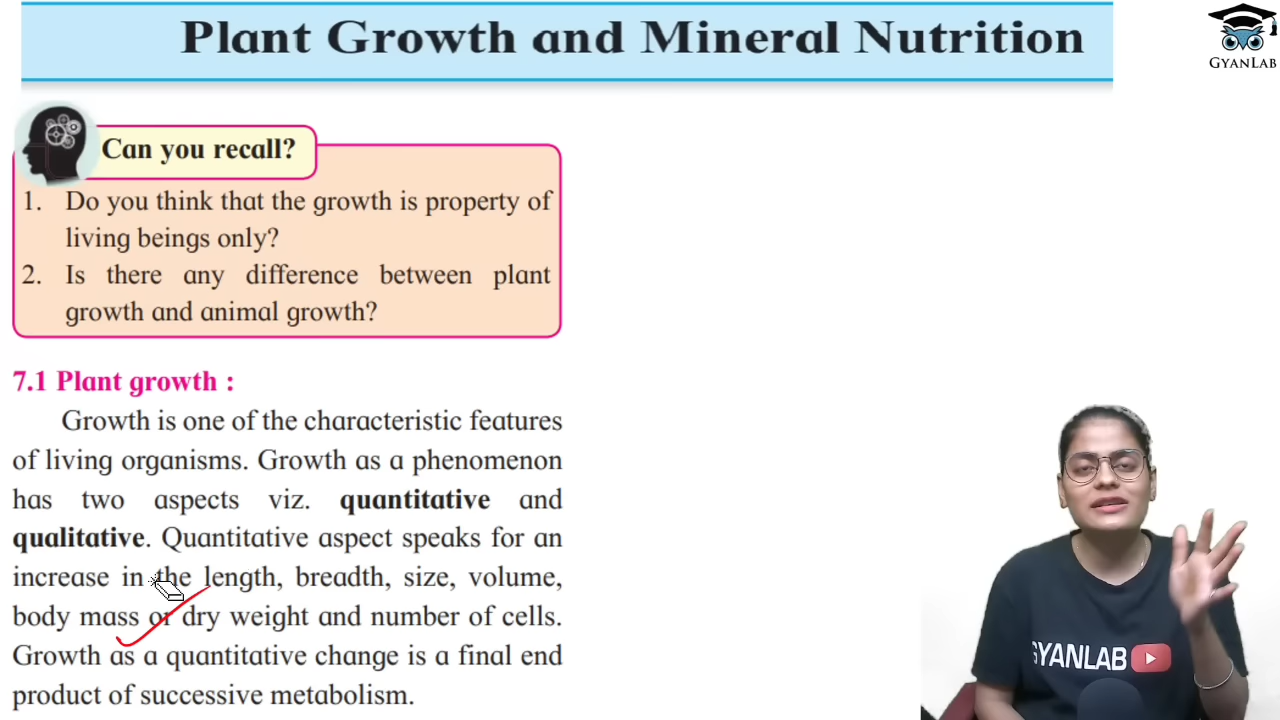 Plant Growth and Mineral Nutrition
GYANLAB
Can you recall?
1. Do you think that the growth is property of
living beings only?
2. Is there any difference between plant
growth and animal growth?
7.1 Plant growth :
Growth is one of the characteristic features
of living organisms. Growth as a phenomenon
has two aspects viz. quantitative and
qualitative. Quantitative aspect speaks for an
increase in the length, breadth, size, volume,
body mass or dry weight and number of cells.
Growth as a quantitative change is a final end
product of successive metabolism.
GYANLAB